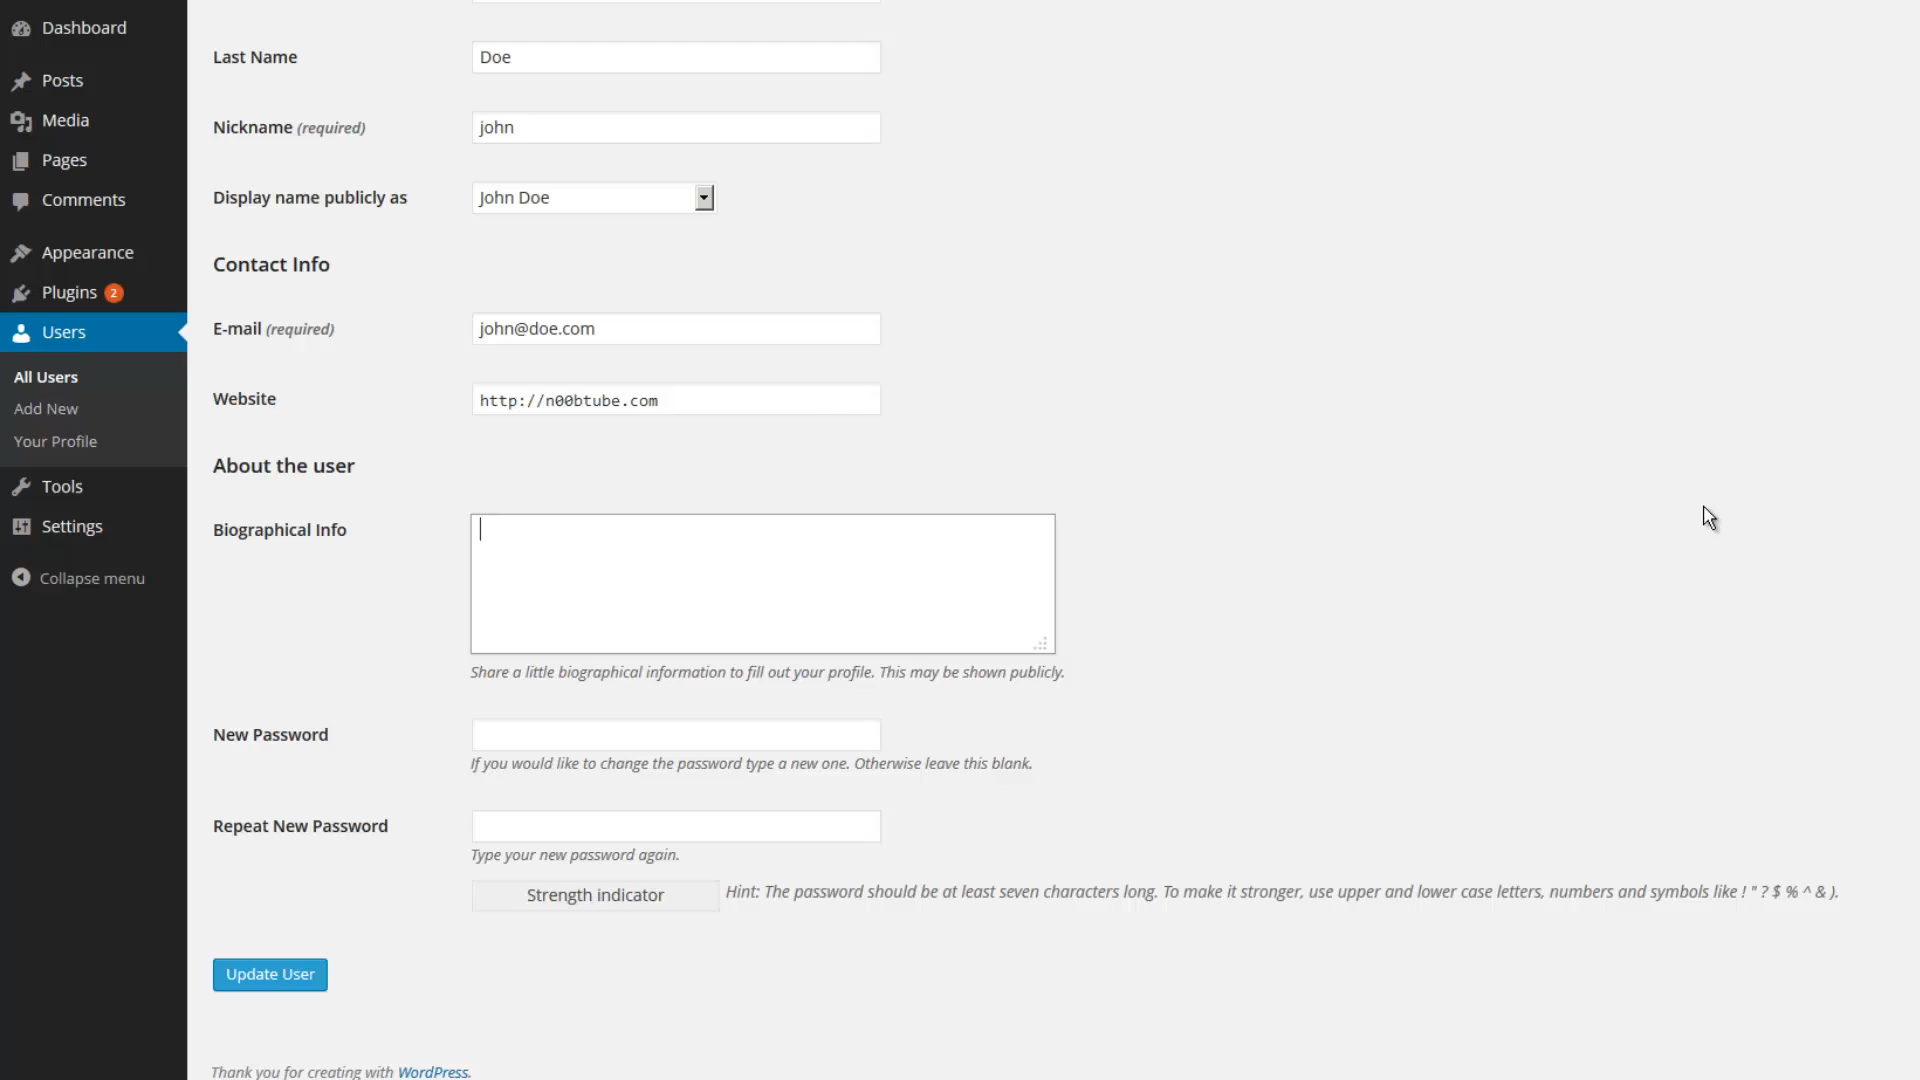 Dashboard
Posts
Media
Pages
Comments
Appearance
Plugins 2
Users
All Users
Add New
Your Profile
Tools
Settings
Collapse menu
Last Name Doe
Nickname (required) john
Display name publicly as John Doe
Contact Info
E-mail (required) john@doe.com
Website http://n00btube.com
About the user
Biographical Info
Share a little biographical information to fill out your profile. This may be shown publicly.
New Password
If you would like to change the password type a new one. Otherwise leave this blank.
Repeat New Password
Type your new password again.
Strength indicator Hint: The password should be at least seven characters long. To make it stronger, use upper and lower case letters, numbers and symbols like ! " ? $ % ^ & ).
Update User
Thank you for creating with WordPress.